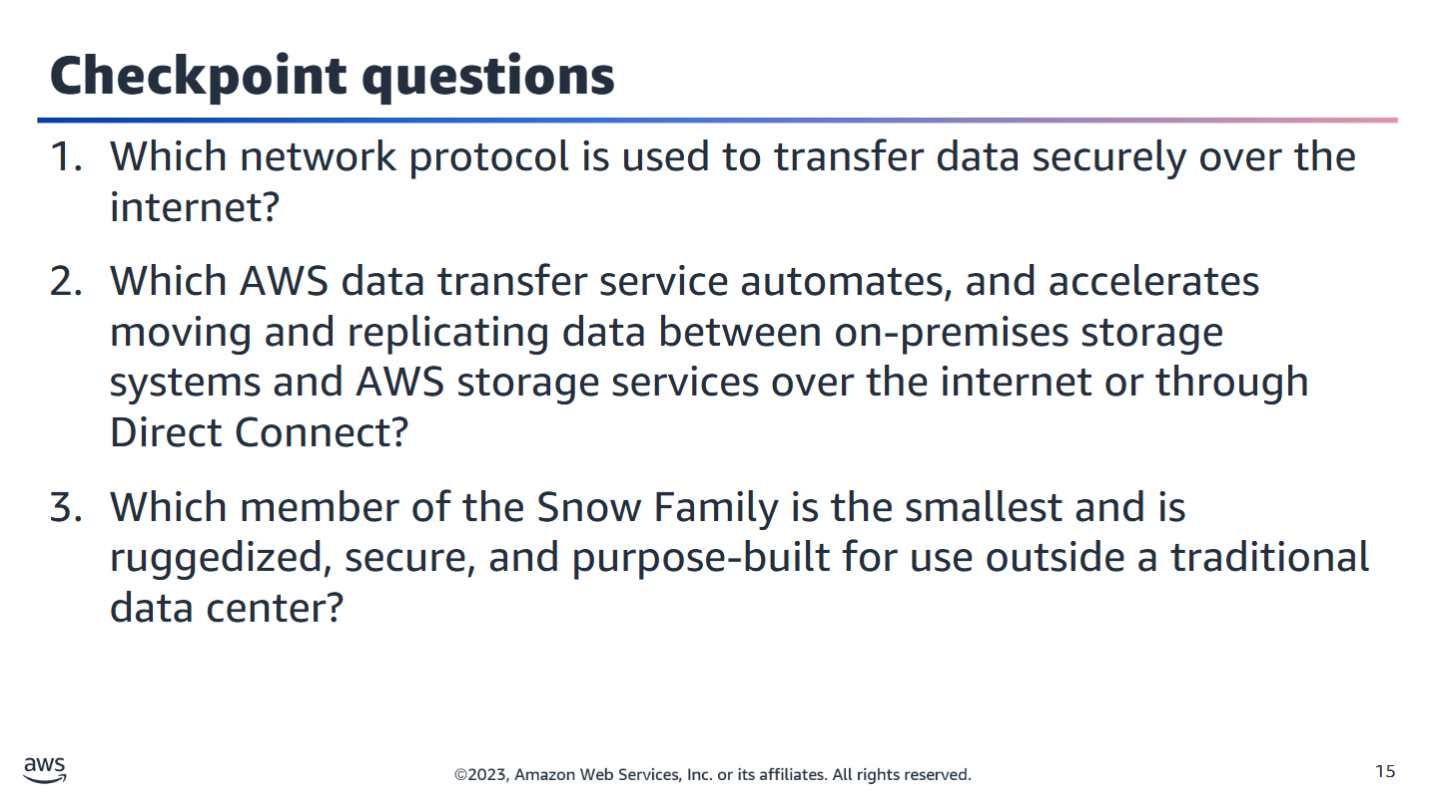 Checkpoint questions
1. Which network protocol is used to transfer data securely over the
internet?
2. Which AWS data transfer service automates, and accelerates
moving and replicating data between on-premises storage
systems and AWS storage services over the internet or through
Direct Connect?
3. Which member of the Snow Family is the smallest and is
ruggedized, secure, and purpose-built for use outside a traditional
data center?
aws
©2023, Amazon Web Services, Inc. or its affiliates. All rights reserved.
15